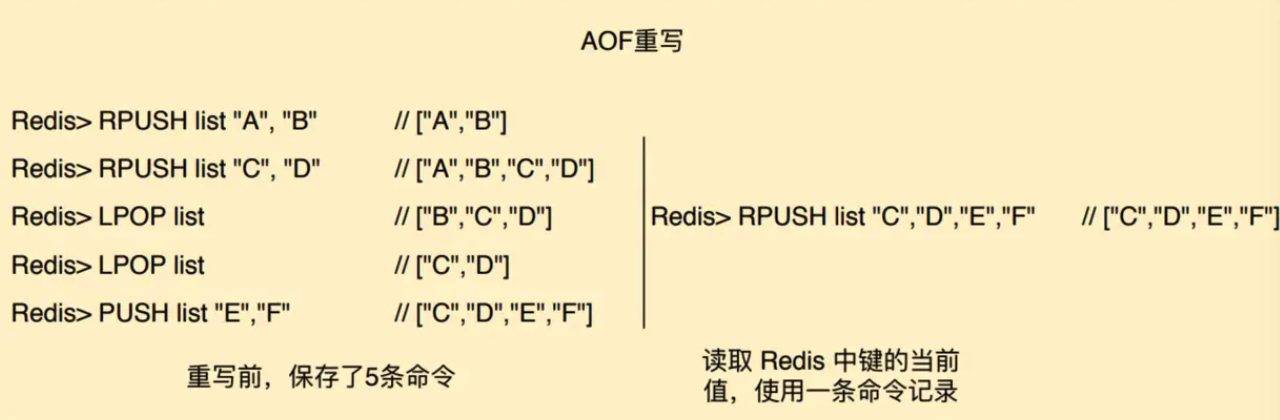 AOF重写
Redis> RPUSH list "A", "B" // ["A","B"]
Redis> RPUSH list "C", "D" // ["A","B","C","D"]
Redis> LPOP list // ["B","C","D"]
Redis> RPUSH list "C","D","E","F" // ["C","D","E","F"]
Redis> LPOP list // ["C","D"]
Redis> PUSH list "E","F" // ["C","D","E","F"]
重写前，保存了5条命令
读取 Redis 中键的当前
值，使用一条命令记录